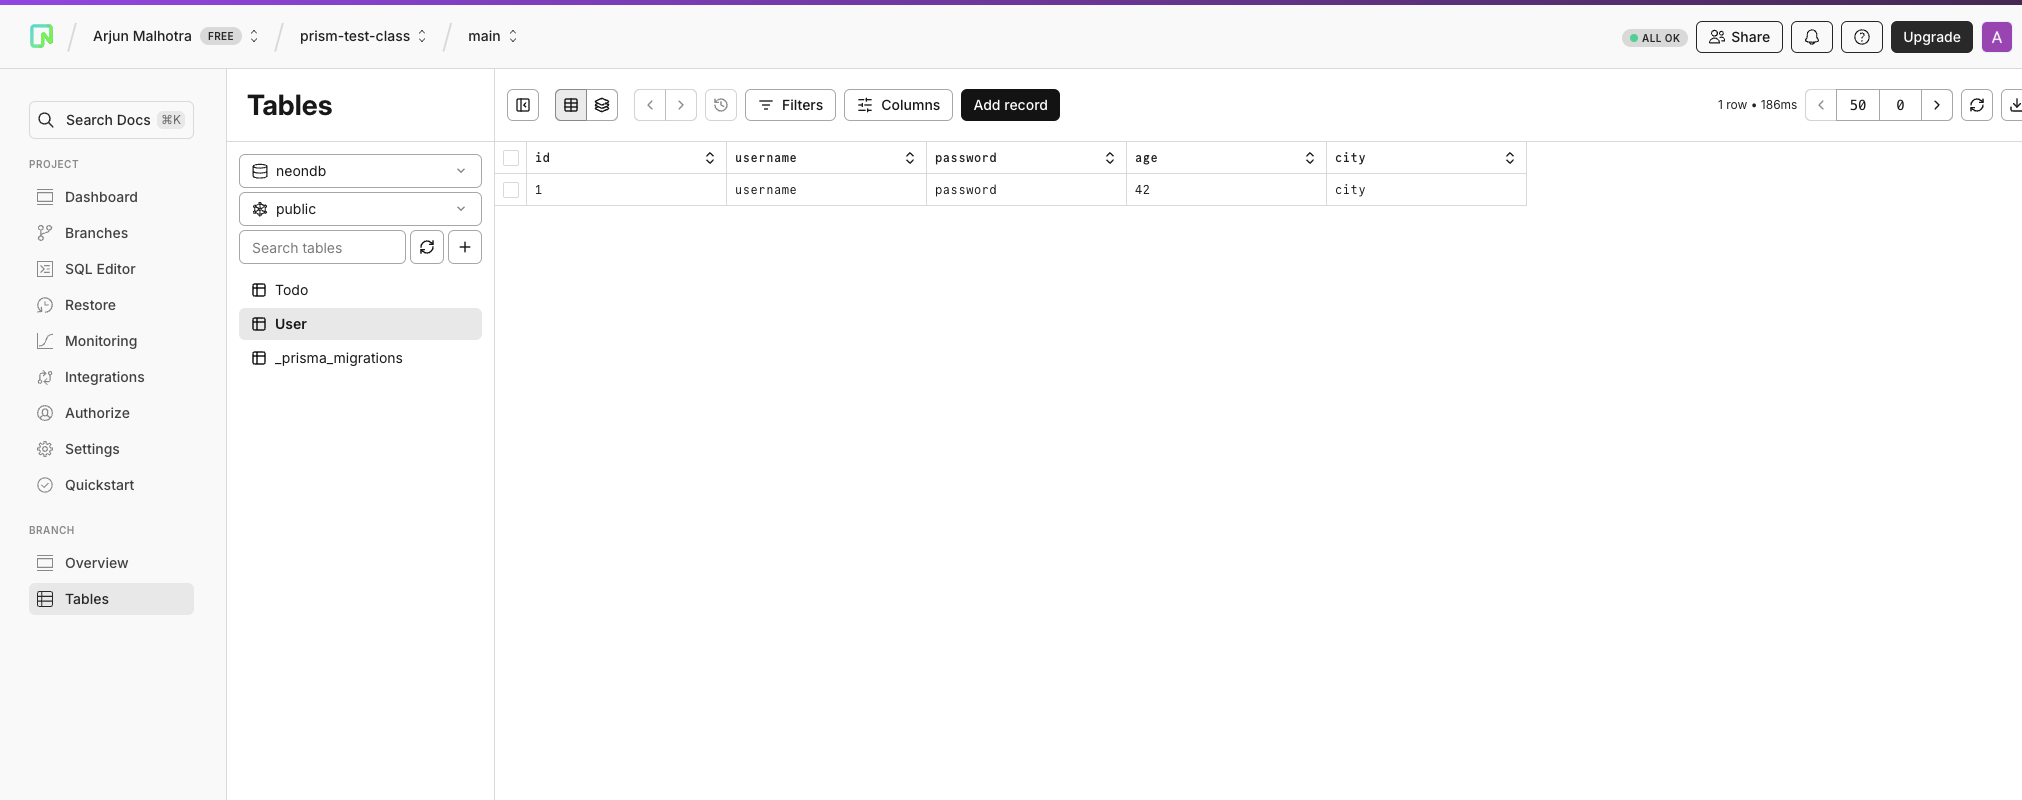 Arjun Malhotra FREE prism-test-class main ALL OK Share Upgrade A
Search Docs ⌘K
PROJECT
Dashboard
Branches
SQL Editor
Restore
Monitoring
Integrations
Authorize
Settings
Quickstart
BRANCH
Overview
Tables
Tables
neondb
public
Search tables
Todo
User
_prisma_migrations
Filters Columns Add record 1 row • 186ms 50 0
id username password age city
1 username password 42 city